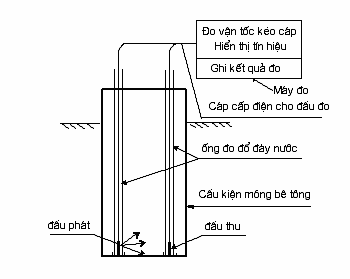 Đo vận tốc kéo cáp
Hiển thị tín hiệu
Ghi kết quả đo
Máy đo
Cáp cấp điện cho đầu đo
ống đo đổ đầy nước
Cấu kiện móng bê tông
đầu phát
đầu thu